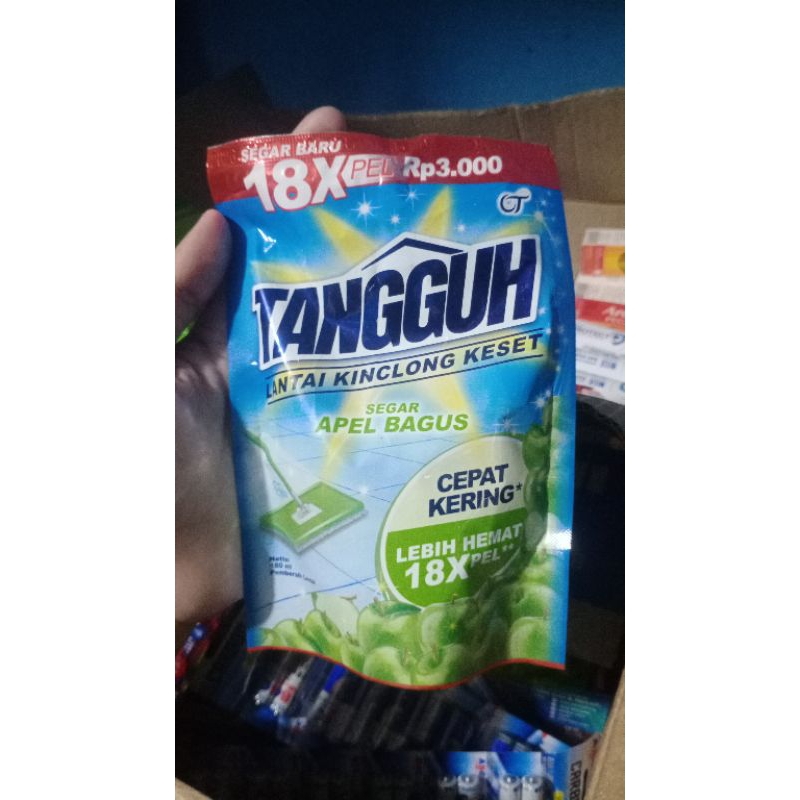 SEGAR BARU
18X PEL Rp3.000
TANGGUH
LANTAI KINCLONG KESET
SEGAR
APEL BAGUS
CEPAT
KERING*
LEBIH HEMAT
18X PEL**
Netto